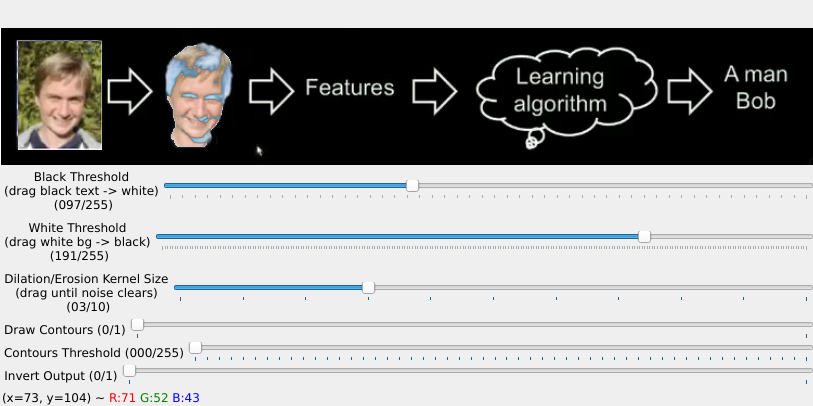 Features
Learning
algorithm
A man
Bob
Black Threshold
(drag black text -> white)
(097/255)
White Threshold
(drag white bg -> black)
(191/255)
Dilation/Erosion Kernel Size
(drag until noise clears)
(03/10)
Draw Contours (0/1)
Contours Threshold (000/255)
Invert Output (0/1)
(x=73, y=104) ~ R:71 G:52 B:43